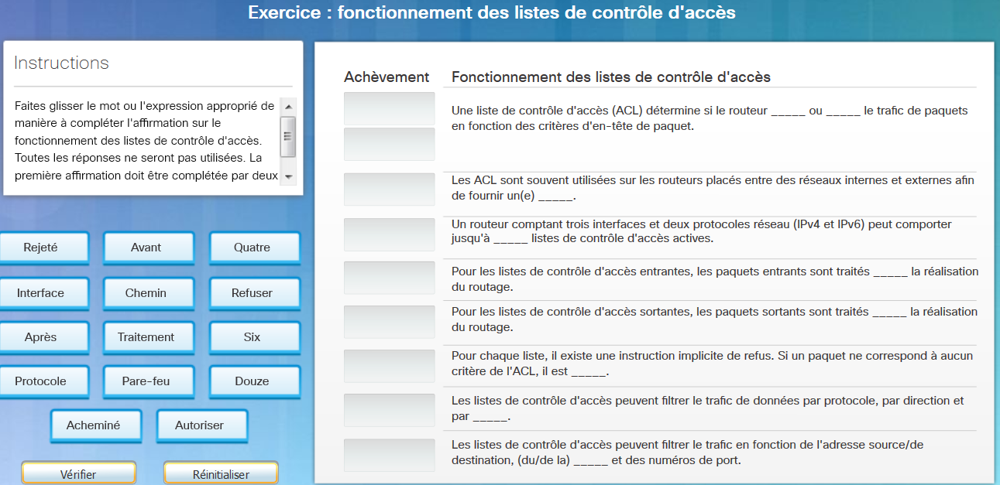 Exercice : fonctionnement des listes de contrôle d'accès
Instructions
Faites glisser le mot ou l'expression approprié de
manière à compléter l'affirmation sur le
fonctionnement des listes de contrôle d'accès.
Toutes les réponses ne seront pas utilisées. La
première affirmation doit être complétée par deux
Rejeté
Avant
Quatre
Interface
Chemin
Refuser
Après
Traitement
Six
Protocole
Pare-feu
Douze
Acheminé
Autoriser
Vérifier
Réinitialiser
Achèvement
Fonctionnement des listes de contrôle d'accès
Une liste de contrôle d'accès (ACL) détermine si le routeur _____ ou _____ le trafic de paquets
en fonction des critères d'en-tête de paquet.
Les ACL sont souvent utilisées sur les routeurs placés entre des réseaux internes et externes afin
de fournir un(e) _____.
Un routeur comptant trois interfaces et deux protocoles réseau (IPv4 et IPv6) peut comporter
jusqu'à _____ listes de contrôle d'accès actives.
Pour les listes de contrôle d'accès entrantes, les paquets entrants sont traités _____ la réalisation
du routage.
Pour les listes de contrôle d'accès sortantes, les paquets sortants sont traités _____ la réalisation
du routage.
Pour chaque liste, il existe une instruction implicite de refus. Si un paquet ne correspond à aucun
critère de l'ACL, il est _____.
Les listes de contrôle d'accès peuvent filtrer le trafic de données par protocole, par direction et
par _____.
Les listes de contrôle d'accès peuvent filtrer le trafic en fonction de l'adresse source/de
destination, (du/de la) _____ et des numéros de port.